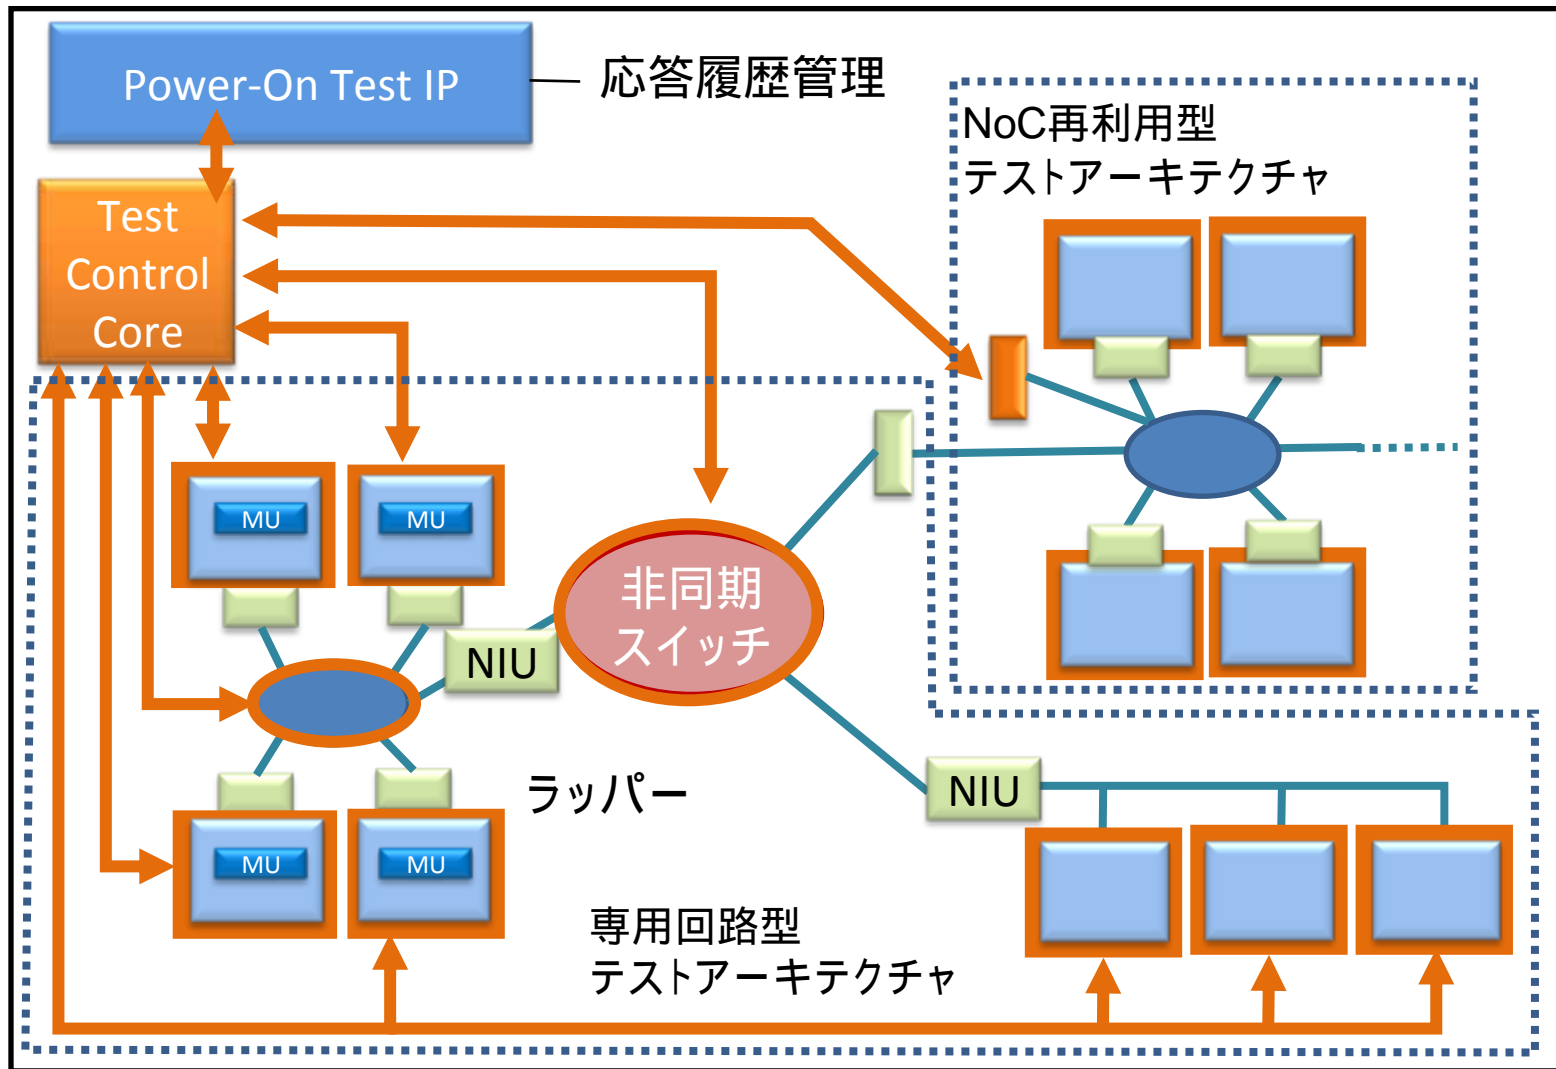 Power-On Test IP
応答履歴管理
NoC再利用型
テストアーキテクチャ
Test
Control
Core
MU
MU
非同期
スイッチ
NIU
ラッパー
NIU
MU
MU
専用回路型
テストアーキテクチャ